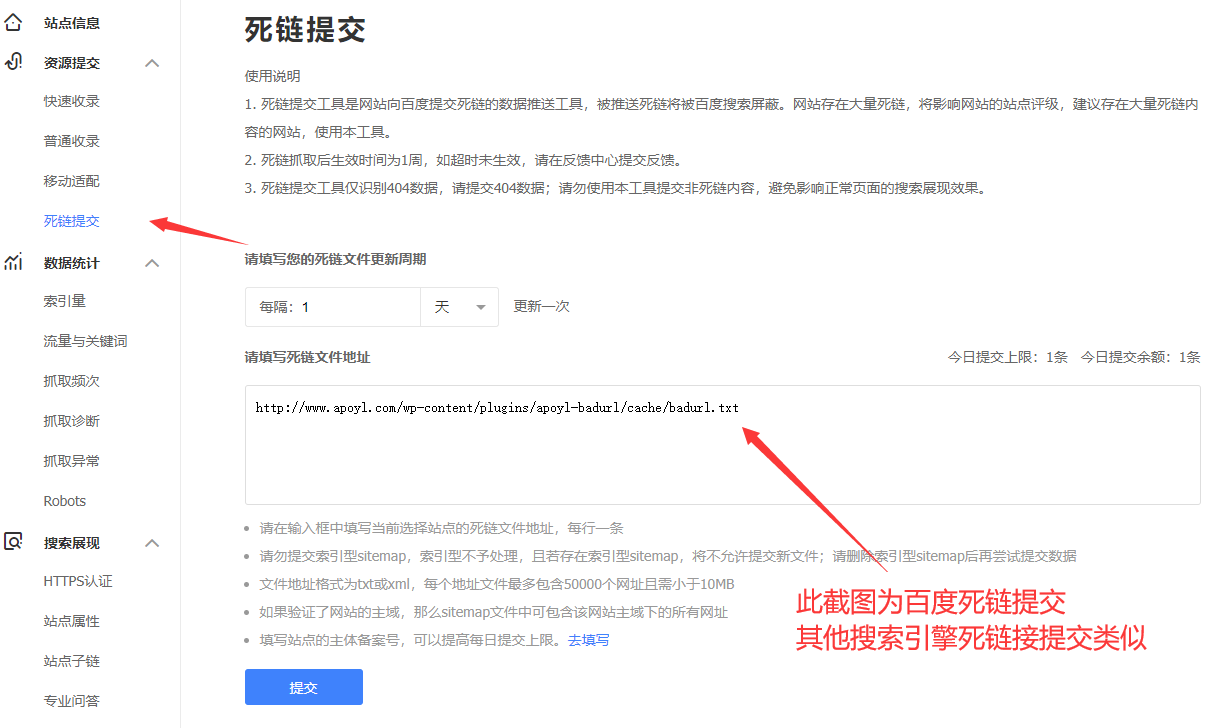 站点信息
资源提交
快速收录
普通收录
移动适配
死链提交
数据统计
索引量
流量与关键词
抓取频次
抓取诊断
抓取异常
Robots
搜索展现
HTTPS认证
站点属性
站点子链
专业问答
死链提交
使用说明
1. 死链提交工具是网站向百度提交死链的数据推送工具，被推送死链将被百度搜索屏蔽。网站存在大量死链，将影响网站的站点评级，建议存在大量死链内
容的网站，使用本工具。
2. 死链抓取后生效时间为1周，如超时未生效，请在反馈中心提交反馈。
3. 死链提交工具仅识别404数据，请提交404数据；请勿使用本工具提交非死链内容，避免影响正常页面的搜索展现效果。
请填写您的死链文件更新周期
每隔：1 天 更新一次
请填写死链文件地址 今日提交上限：1条 今日提交余额：1条
http://www.apoyl.com/wp-content/plugins/apoyl-badurl/cache/badurl.txt
请在输入框中填写当前选择站点的死链文件地址，每行一条
请勿提交索引型sitemap，索引型不予处理，且若存在索引型sitemap，将不允许提交新文件；请删除索引型sitemap后再尝试提交数据
文件地址格式为txt或xml，每个地址文件最多包含50000个网址且需小于10MB
如果验证了网站的主域，那么sitemap文件中可包含该网站主域下的所有网址
填写站点的主体备案号，可以提高每日提交上限。去填写
此截图为百度死链提交
其他搜索引擎死链接提交类似
提交